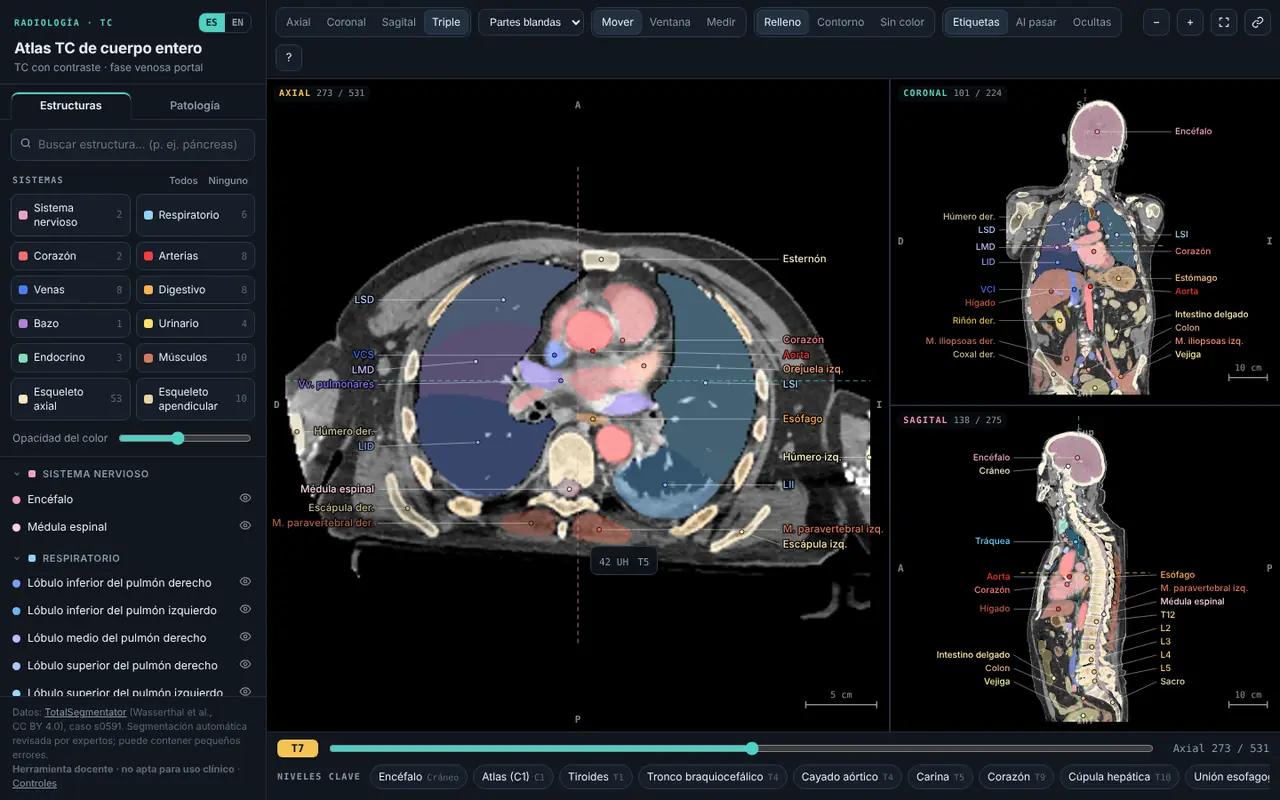 RADIOLOGÍA · TC
ES EN
Atlas TC de cuerpo entero
TC con contraste · fase venosa portal
Estructuras Patología
Buscar estructura... (p. ej. páncreas)
SISTEMAS Todos Ninguno
Sistema nervioso 2
Respiratorio 6
Corazón 2
Arterias 8
Venas 8
Digestivo 8
Bazo 1
Urinario 4
Endocrino 3
Músculos 10
Esqueleto axial 53
Esqueleto apendicular 10
Opacidad del color
SISTEMA NERVIOSO
Encéfalo
Médula espinal
RESPIRATORIO
Lóbulo inferior del pulmón derecho
Lóbulo inferior del pulmón izquierdo
Lóbulo medio del pulmón derecho
Lóbulo superior del pulmón derecho
Lóbulo superior del pulmón izquierdo
Datos: TotalSegmentator (Wasserthal et al.,
CC BY 4.0), caso s0591. Segmentación automática
revisada por expertos; puede contener pequeños
errores.
Herramienta docente · no apta para uso clínico ·
Controles
Axial Coronal Sagital Triple
Partes blandas
Mover Ventana Medir
Relleno Contorno Sin color
Etiquetas Al pasar Ocultas
− +
?
AXIAL 273 / 531
A
D
I
P
Esternón
LSD
VCS
LMD
Vv. pulmonares
Húmero der.
LID
Médula espinal
Escápula der.
M. paravertebral der.
Corazón
Aorta
Orejuela izq.
LSI
Esófago
Húmero izq.
LII
M. paravertebral izq.
Escápula izq.
42 UH T5
5 cm
CORONAL 101 / 224
D
I
Encéfalo
Húmero der.
LSD
LMD
LID
VCI
Hígado
Riñón der.
M. iliopsoas der.
Coxal der.
LSI
Corazón
Estómago
Aorta
Intestino delgado
Colon
M. iliopsoas izq.
Vejiga
10 cm
SAGITAL 138 / 275
Sup
A
P
Encéfalo
Cráneo
Tráquea
Aorta
Corazón
Hígado
Intestino delgado
Colon
Vejiga
Esófago
M. paravertebral izq.
Médula espinal
T12
L2
L3
L4
L5
Sacro
Inf
10 cm
T7 Axial 273 / 531
NIVELES CLAVE Encéfalo Cráneo Atlas (C1) C1 Tiroides T1 Tronco braquiocefálico T4 Cayado aórtico T4 Carina T5 Corazón T9 Cúpula hepática T10 Unión esofagog